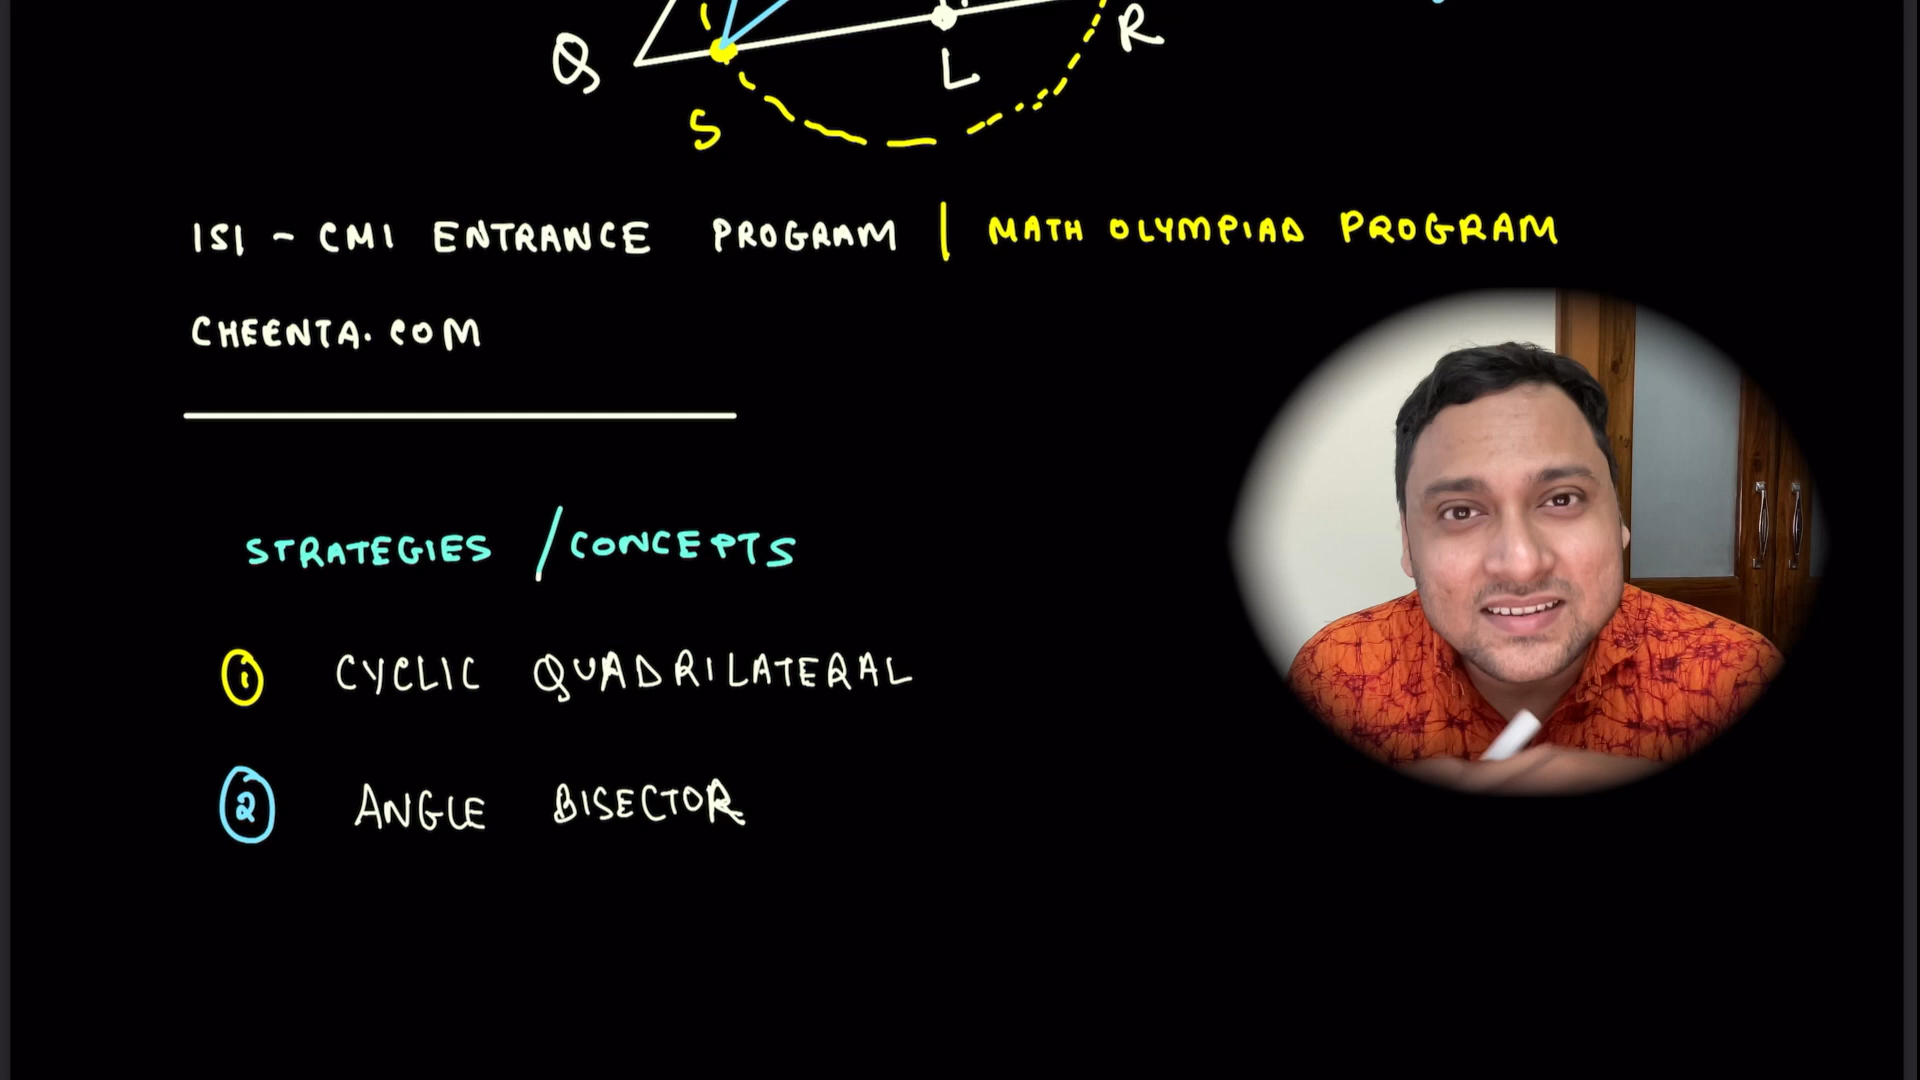 Q
R
L
S
ISI - CMI ENTRANCE PROGRAM | MATH OLYMPIAD PROGRAM
CHEENTA.COM
STRATEGIES / CONCEPTS
1 CYCLIC QUADRILATERAL
2 ANGLE BISECTOR